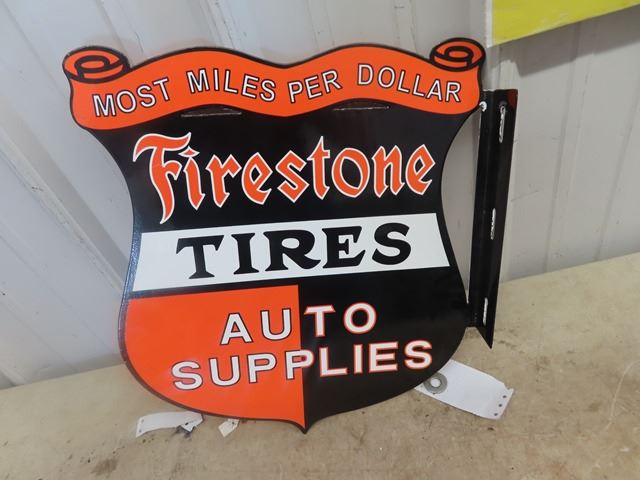 MOST MILES PER DOLLAR
Firestone
TIRES
AUTO
SUPPLIES